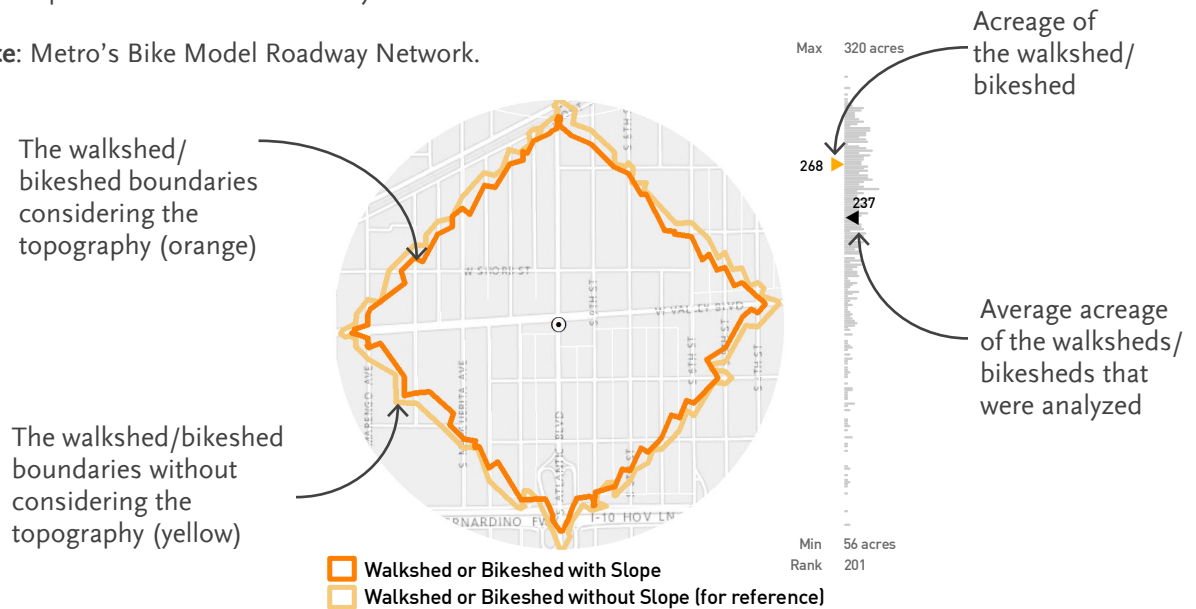 : Metro's Bike Model Roadway Network.
Acreage of
the walkshed/
bikeshed
Max 320 acres
The walkshed/
bikeshed boundaries
considering the
topography (orange)
268
237
Average acreage
of the walksheds/
bikesheds that
were analyzed
The walkshed/bikeshed
boundaries without
considering the
topography (yellow)
W VALLEY BLVD
S ATLANTIC BLVD
I-10 HOV LN
Min 56 acres
Rank 201
Walkshed or Bikeshed with Slope
Walkshed or Bikeshed without Slope (for reference)